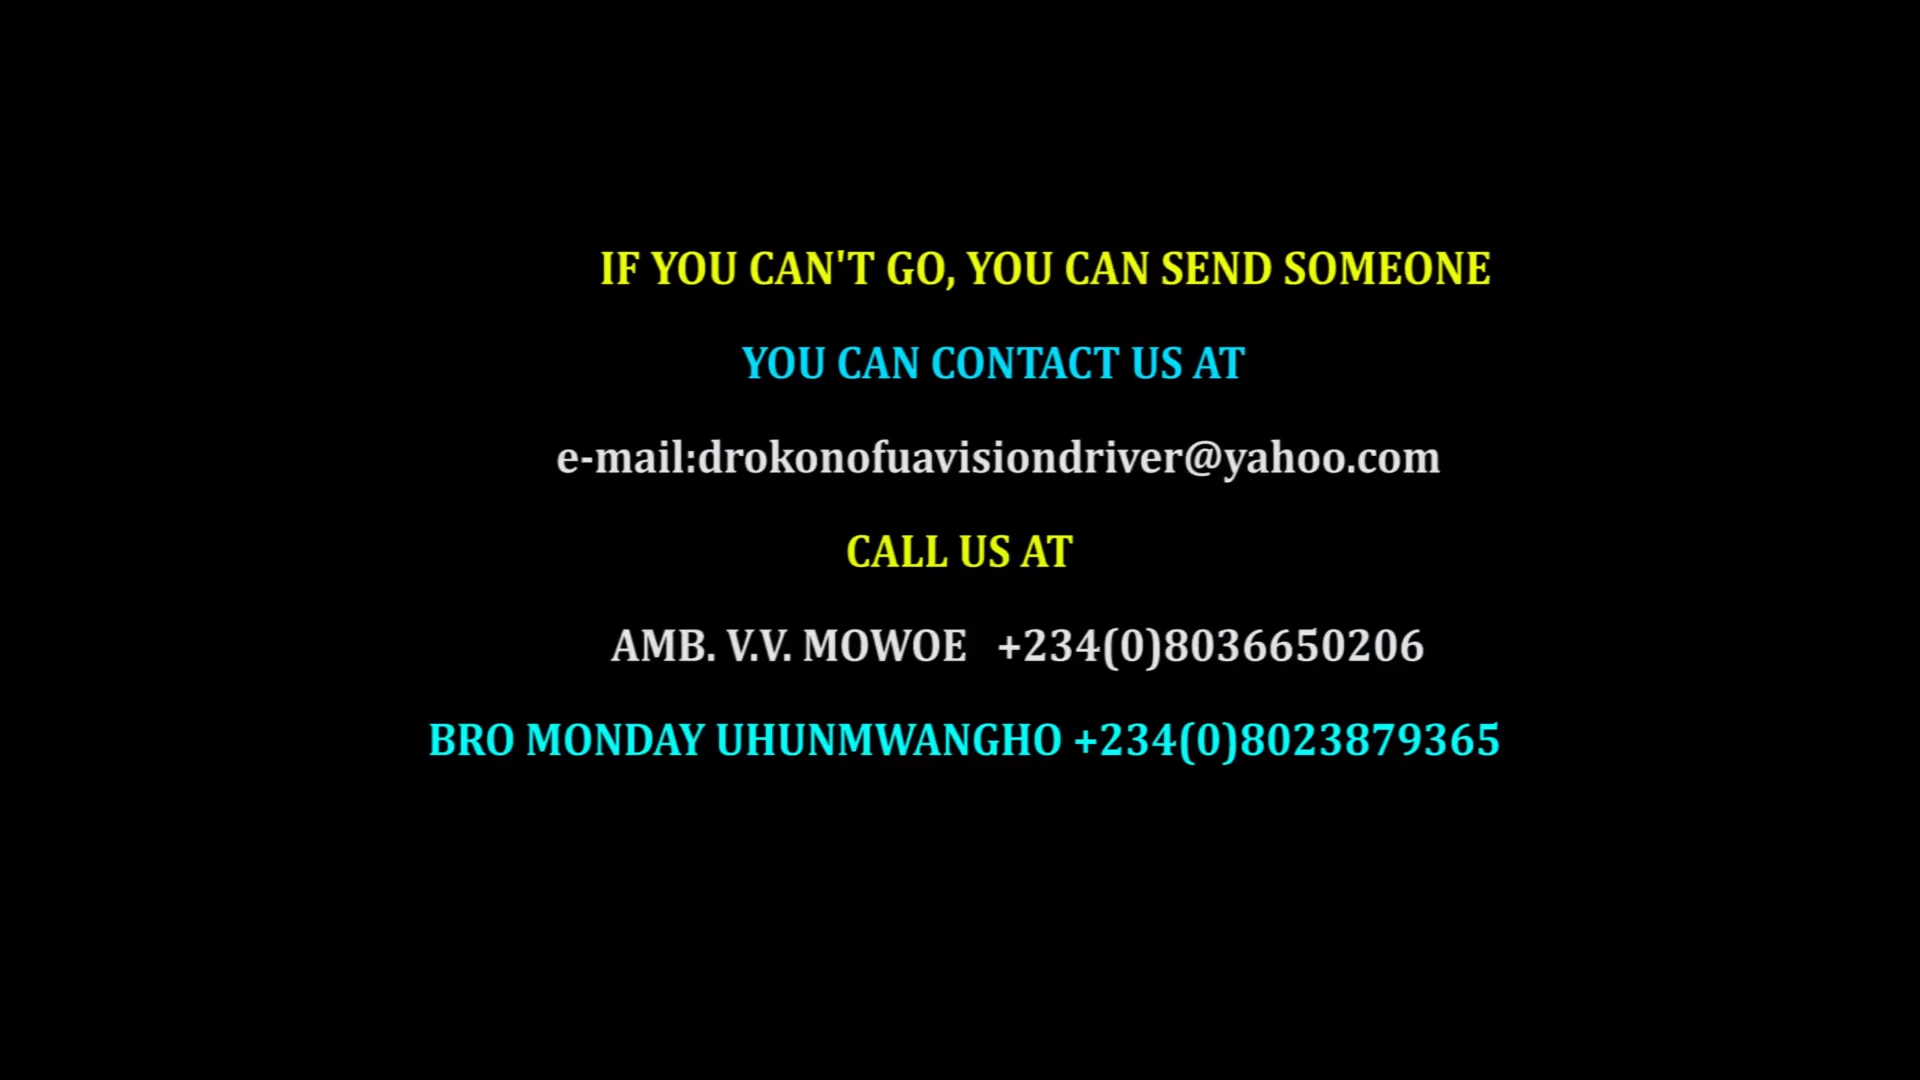 IF YOU CAN'T GO, YOU CAN SEND SOMEONE
YOU CAN CONTACT US AT
e-mail:drokonofuavisiondriver@yahoo.com
CALL US AT
AMB. V.V. MOWOE +234(0)8036650206
BRO MONDAY UHUNMWANGHO +234(0)8023879365